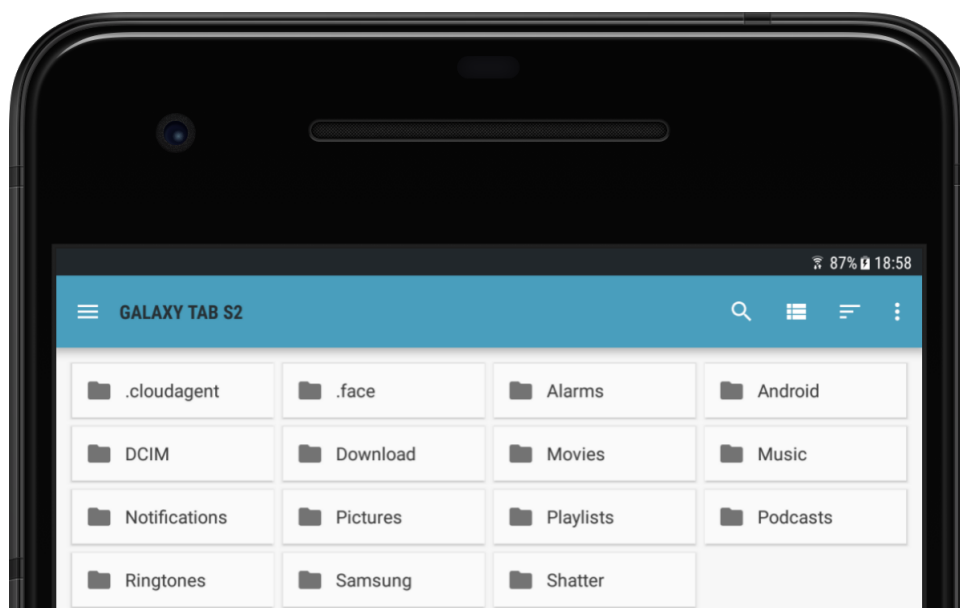 87% 18:58
GALAXY TAB S2
.cloudagent .face Alarms Android
DCIM Download Movies Music
Notifications Pictures Playlists Podcasts
Ringtones Samsung Shatter